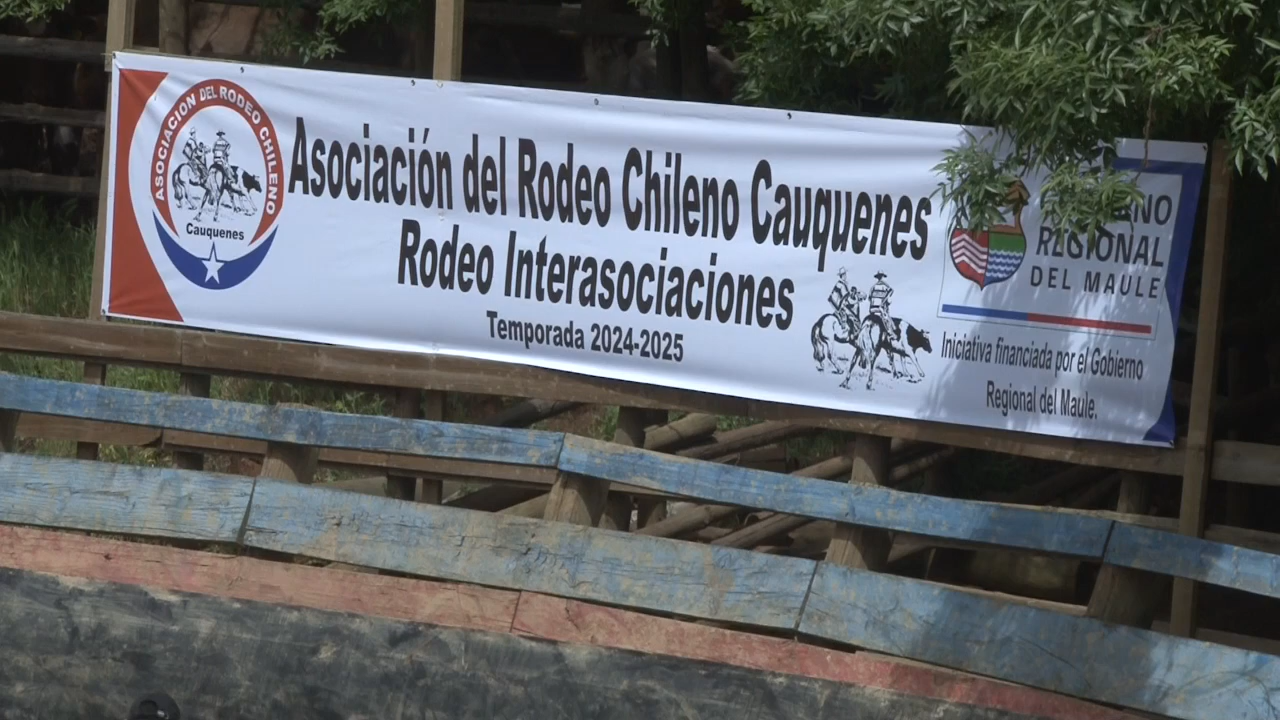 ASOCIACION DEL RODEO CHILENO
Cauquenes
Asociación del Rodeo Chileno Cauquenes
Rodeo Interasociaciones
Temporada 2024-2025
REGIONAL
DEL MAULE
Iniciativa financiada por el Gobierno
Regional del Maule.